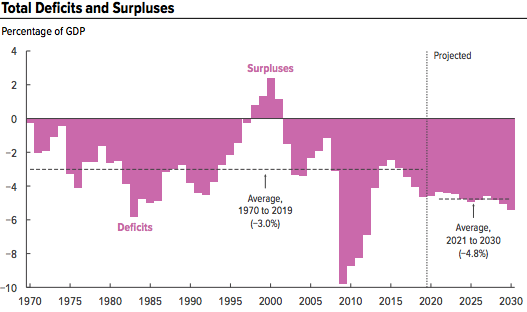 Total Deficits and Surpluses
Percentage of GDP
4
Projected
Surpluses
2
0
−2
−4
Average,
1970 to 2019
(−3.0%)
Deficits
Average,
2021 to 2030
(−4.8%)
−6
−8
−10
1970 1975 1980 1985 1990 1995 2000 2005 2010 2015 2020 2025 2030